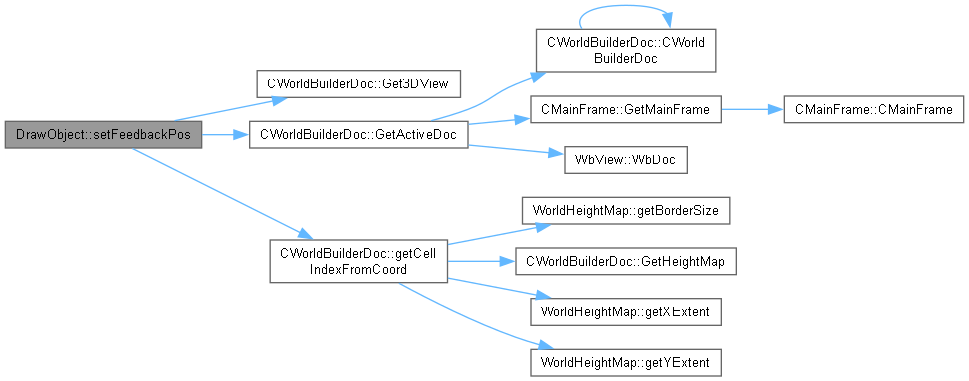 DrawObject::setFeedbackPos
CWorldBuilderDoc::Get3DView
CWorldBuilderDoc::GetActiveDoc
CWorldBuilderDoc::getCell
IndexFromCoord
CWorldBuilderDoc::CWorld
BuilderDoc
CMainFrame::GetMainFrame
WbView::WbDoc
WorldHeightMap::getBorderSize
CWorldBuilderDoc::GetHeightMap
WorldHeightMap::getXExtent
WorldHeightMap::getYExtent
CMainFrame::CMainFrame